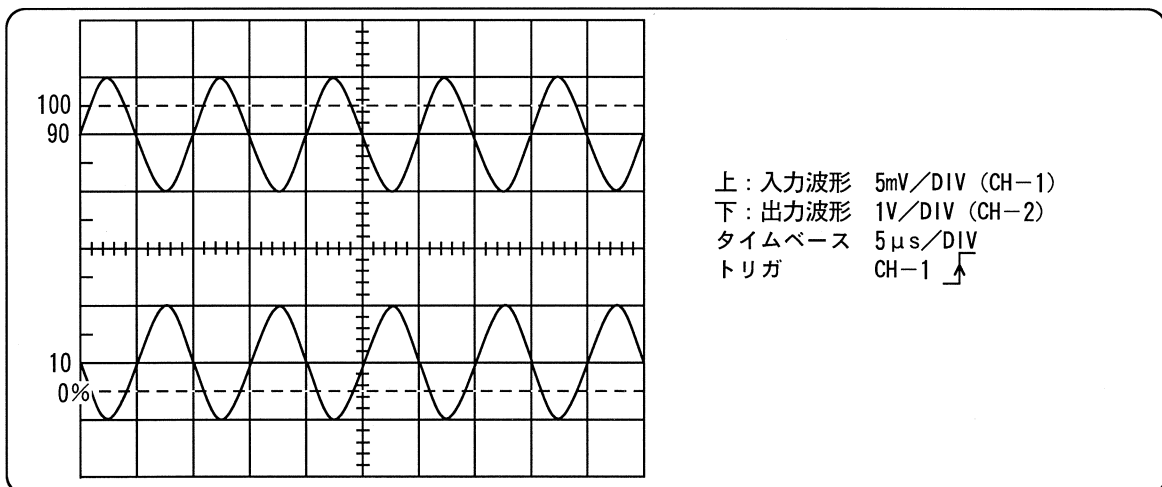 100
90
10
0%
上：入力波形 5mV／DIV (CH−1)
下：出力波形 1V／DIV (CH−2)
タイムベース 5μs／DIV
トリガ CH−1